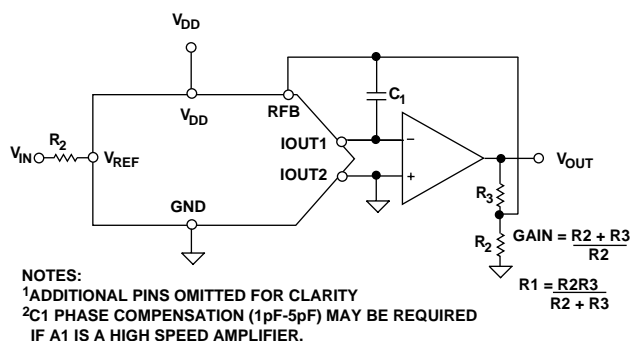 VDD
VDD
RFB
C1
R2
VIN
VREF
IOUT1
IOUT2
GND
VOUT
R3
R2
GAIN = R2 + R3
R2
R1 = R2R3
R2 + R3
NOTES:
1ADDITIONAL PINS OMITTED FOR CLARITY
2C1 PHASE COMPENSATION (1pF-5pF) MAY BE REQUIRED
IF A1 IS A HIGH SPEED AMPLIFIER.